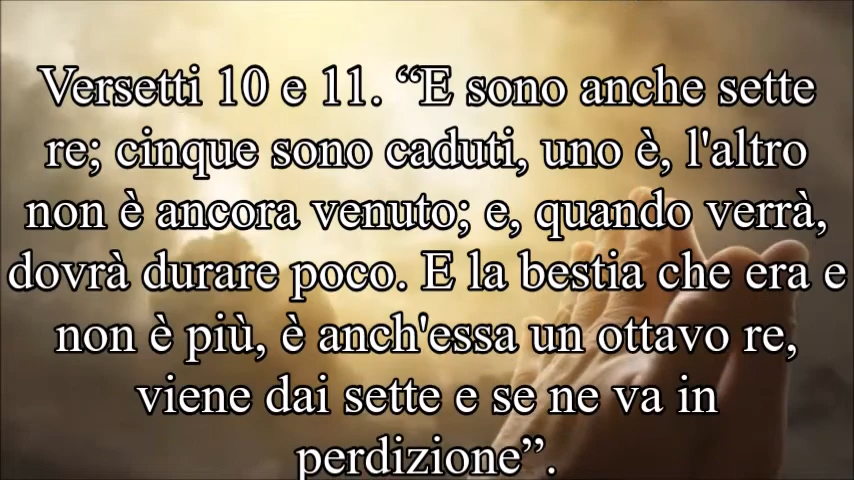 Versetti 10 e 11. “E sono anche sette
re; cinque sono caduti, uno è, l'altro
non è ancora venuto; e, quando verrà,
dovrà durare poco. E la bestia che era e
non è più, è anch'essa un ottavo re,
viene dai sette e se ne va in
perdizione”.